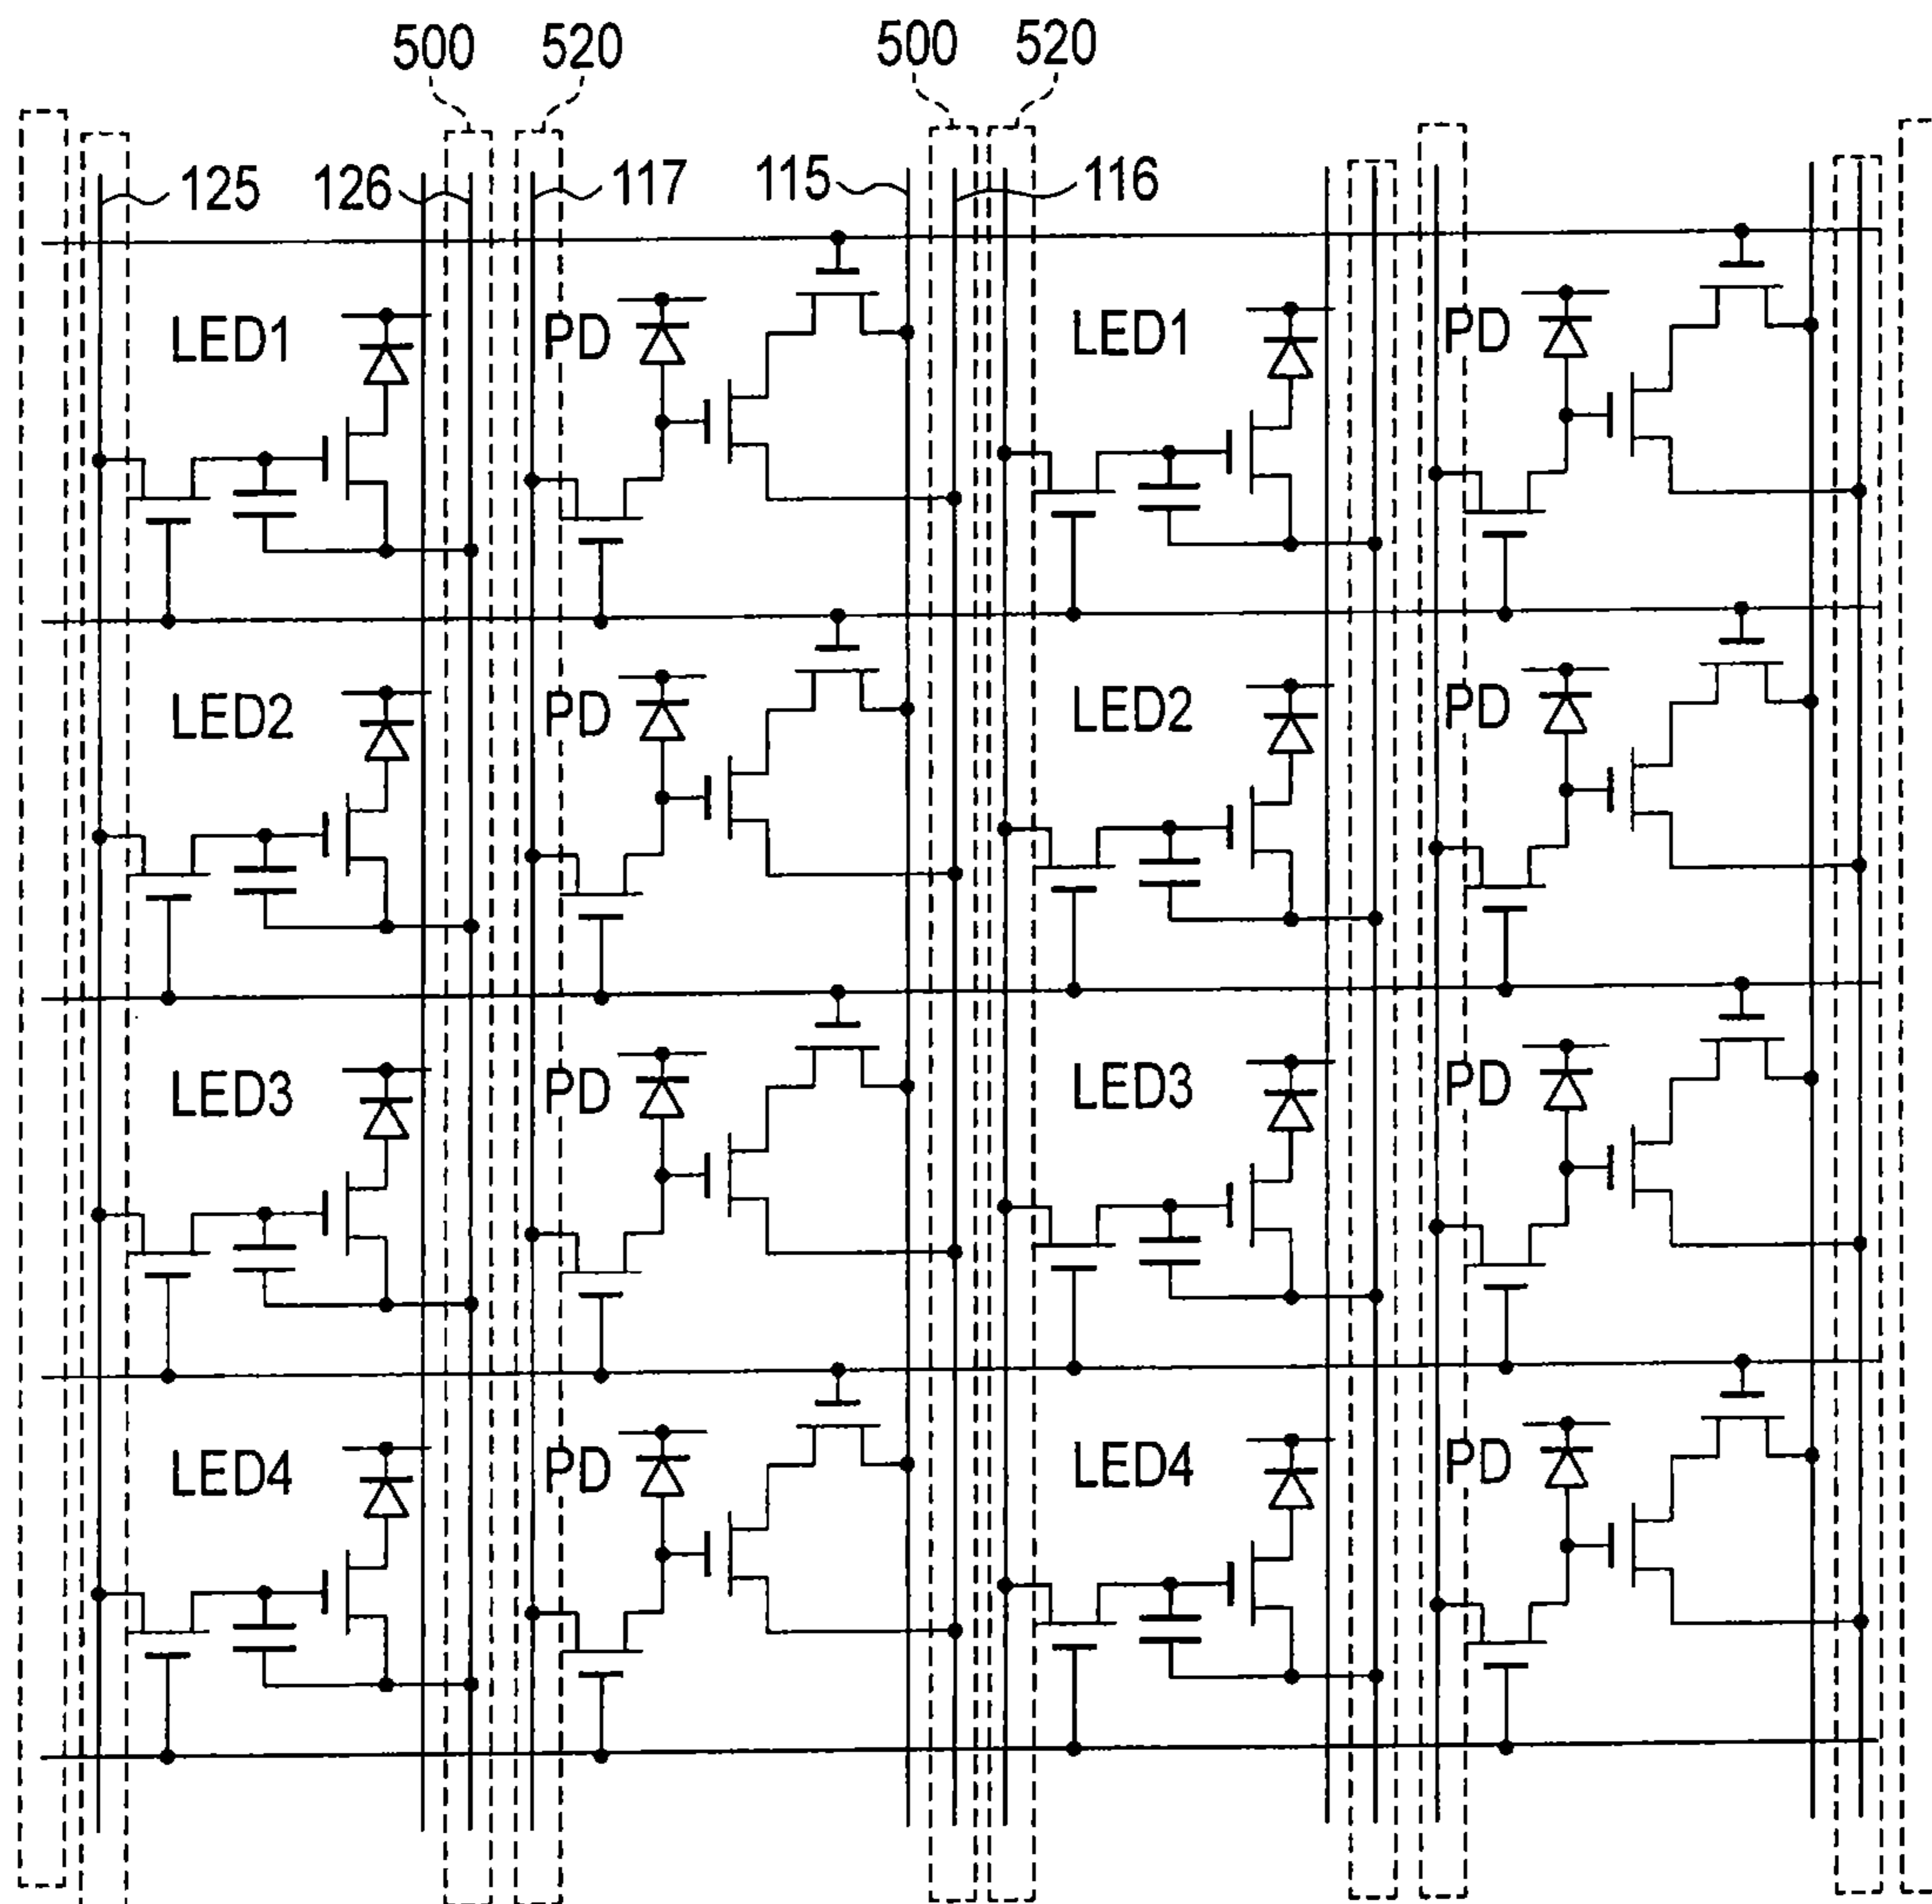 500 520 500 520
125 126 117 115 116
LED1 PD LED1 PD
LED2 PD LED2 PD
LED3 PD LED3 PD
LED4 PD LED4 PD